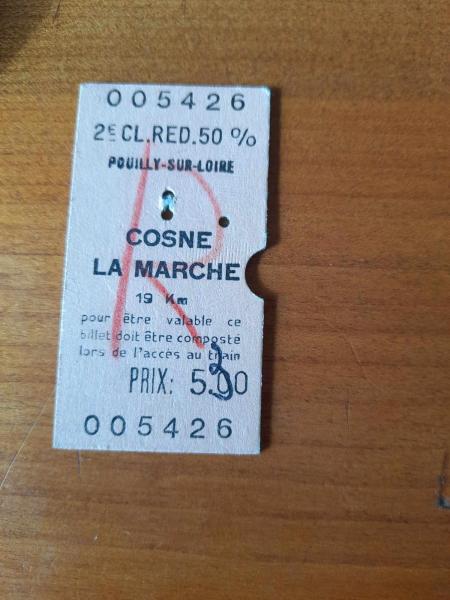 005426
2E CL.RED.50 %
POUILLY-SUR-LOIRE
R
COSNE
LA MARCHE
19 Km
pour être valable ce
billet doit être composté
lors de l'accès au train
PRIX: 5.30
005426